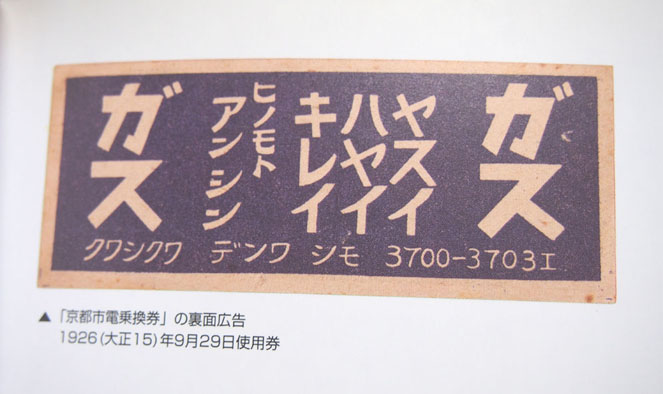 ガス
ヤスイ
ハヤイ
キレイ
ヒノモト
アンシン
ガス
クワシクワ デンワ シモ 3700-3703エ
▲「京都市電乗換券」の裏面広告
1926(大正15)年9月29日使用券